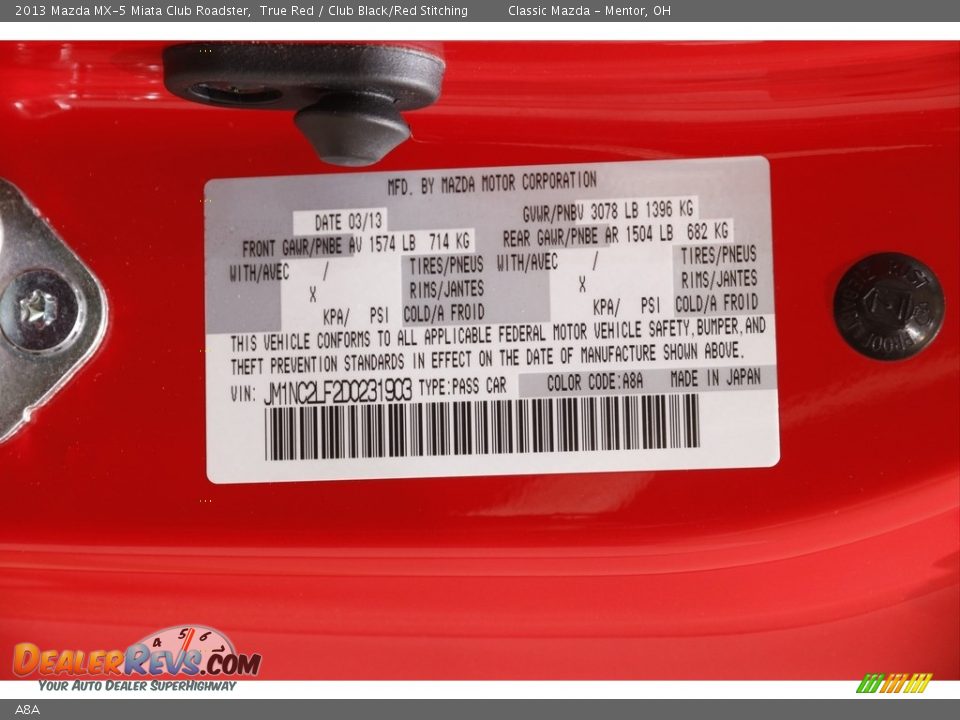 2013 Mazda MX-5 Miata Club Roadster, True Red / Club Black/Red Stitching Classic Mazda - Mentor, OH
MFD. BY MAZDA MOTOR CORPORATION
DATE 03/13 GVWR/PNBV 3078 LB 1396 KG
FRONT GAWR/PNBE AV 1574 LB 714 KG REAR GAWR/PNBE AR 1504 LB 682 KG
WITH/AVEC / TIRES/PNEUS WITH/AVEC / TIRES/PNEUS
X RIMS/JANTES X RIMS/JANTES
KPA/ PSI COLD/A FROID KPA/ PSI COLD/A FROID
THIS VEHICLE CONFORMS TO ALL APPLICABLE FEDERAL MOTOR VEHICLE SAFETY, BUMPER, AND
THEFT PREVENTION STANDARDS IN EFFECT ON THE DATE OF MANUFACTURE SHOWN ABOVE.
VIN: JM1NC2LF2D0231903 TYPE:PASS CAR COLOR CODE:A8A MADE IN JAPAN
4 5 6
DEALERREVS.COM
YOUR AUTO DEALER SUPERHIGHWAY
A8A